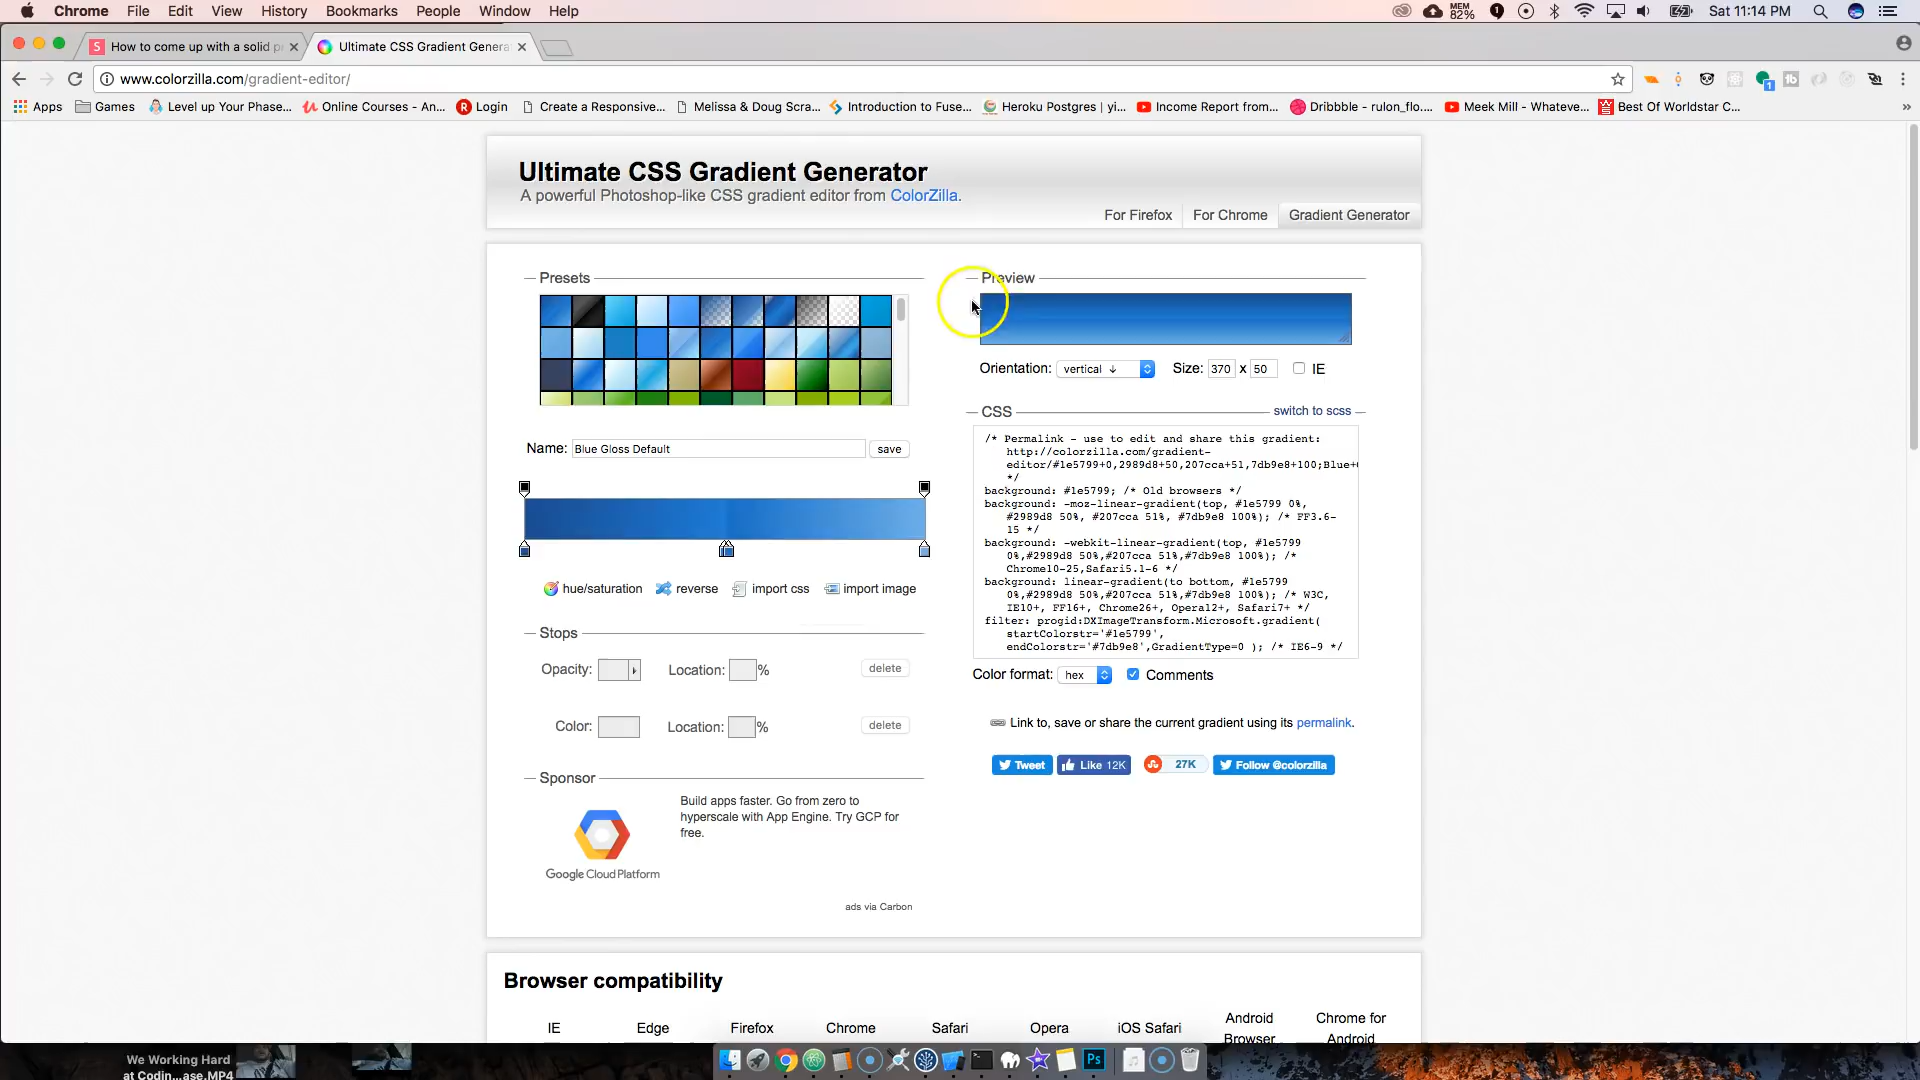 Chrome File Edit View History Bookmarks People Window Help
MEM
82%
Sat 11:14 PM
S How to come up with a solid p
Ultimate CSS Gradient Genera
www.colorzilla.com/gradient-editor/
Apps Games Level up Your Phase... Online Courses - An... Login Create a Responsive... Melissa & Doug Scra... Introduction to Fuse... Heroku Postgres | yi... Income Report from... Dribbble - rulon_flo.... Meek Mill - Whateve... Best Of Worldstar C... »
Ultimate CSS Gradient Generator
A powerful Photoshop-like CSS gradient editor from ColorZilla.
For Firefox For Chrome Gradient Generator
Presets
Preview
Orientation: vertical ↓ Size: 370 x 50 IE
CSS
switch to scss
/* Permalink - use to edit and share this gradient:
http://colorzilla.com/gradient-
editor/#1e5799+0,2989d8+50,207cca+51,7db9e8+100;Blue+
*/
background: #1e5799; /* Old browsers */
background: -moz-linear-gradient(top, #1e5799 0%,
#2989d8 50%, #207cca 51%, #7db9e8 100%); /* FF3.6-
15 */
background: -webkit-linear-gradient(top, #1e5799
0%,#2989d8 50%,#207cca 51%,#7db9e8 100%); /*
Chrome10-25,Safari5.1-6 */
background: linear-gradient(to bottom, #1e5799
0%,#2989d8 50%,#207cca 51%,#7db9e8 100%); /* W3C,
IE10+, FF16+, Chrome26+, Opera12+, Safari7+ */
filter: progid:DXImageTransform.Microsoft.gradient(
startColorstr='#1e5799',
endColorstr='#7db9e8',GradientType=0 ); /* IE6-9 */
Name: Blue Gloss Default save
hue/saturation reverse import css import image
Stops
Opacity: Location: % delete
Color: Location: % delete
Color format: hex Comments
Link to, save or share the current gradient using its permalink.
Tweet Like 12K 27K Follow @colorzilla
Sponsor
Build apps faster. Go from zero to
hyperscale with App Engine. Try GCP for
free.
Google Cloud Platform
ads via Carbon
Browser compatibility
IE Edge Firefox Chrome Safari Opera iOS Safari
Android
Browser
Chrome for
Android
We Working Hard
at Codin....ase.MP4
Ps